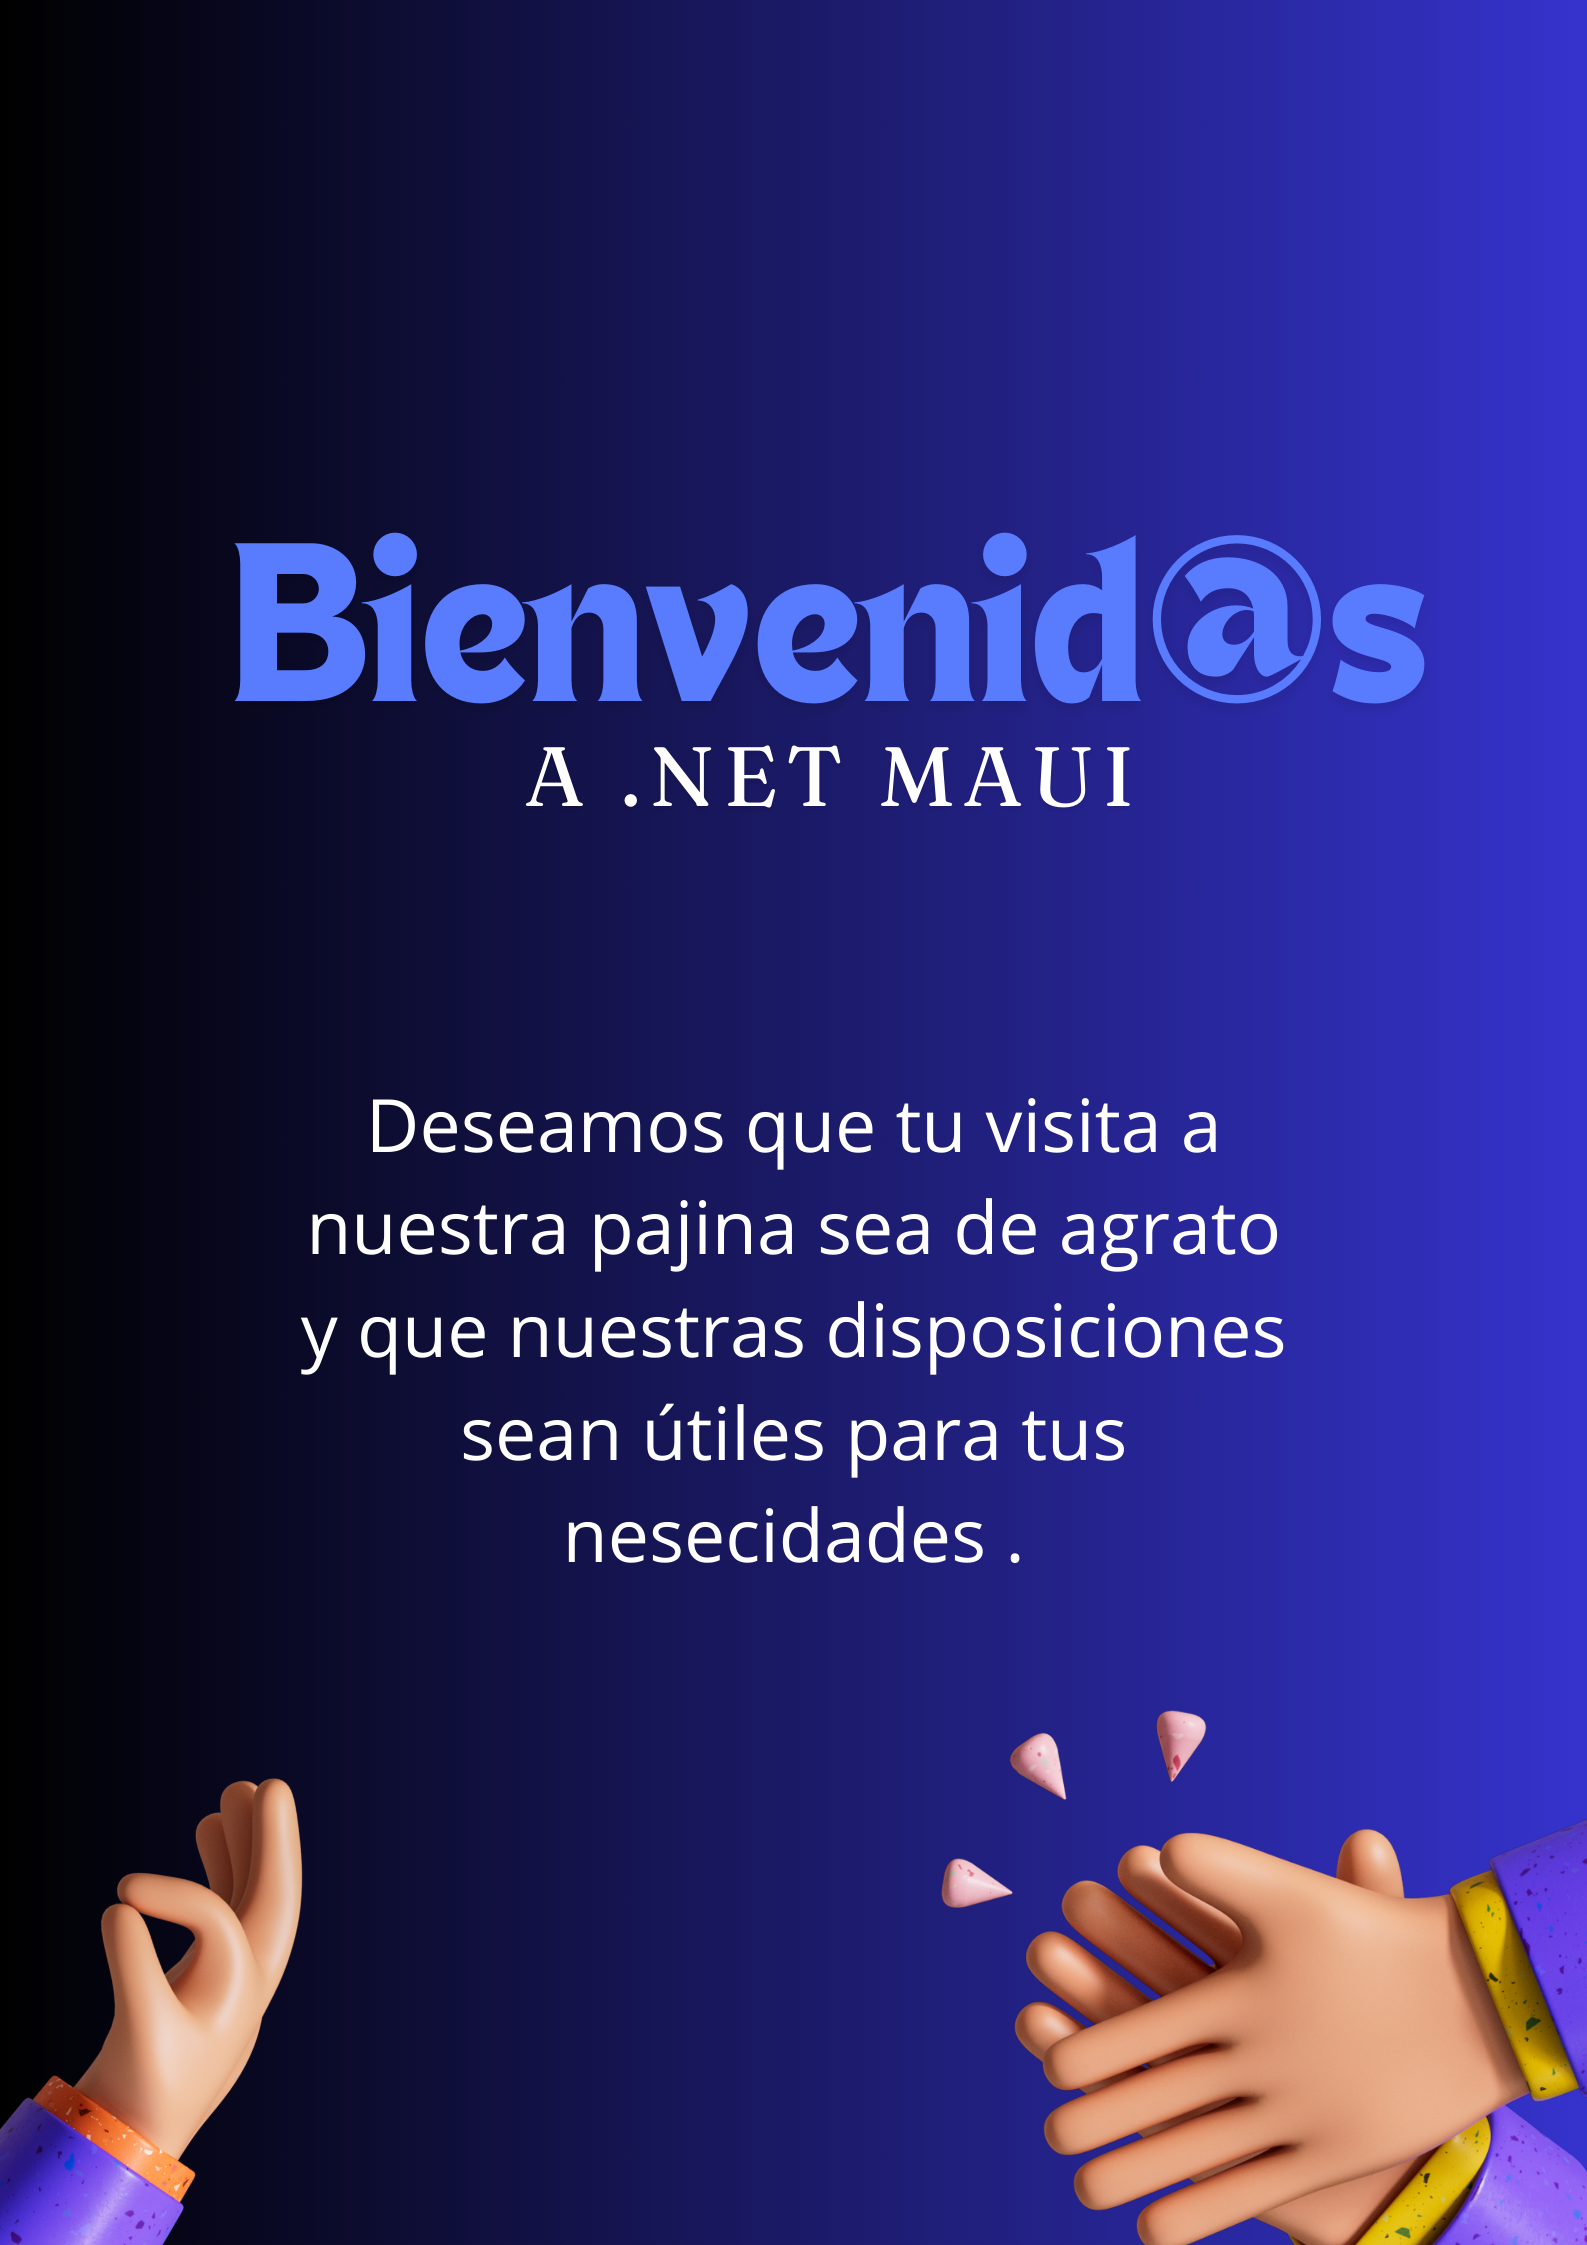 Bienvenid@s
A .NET MAUI
Deseamos que tu visita a
nuestra pajina sea de agrato
y que nuestras disposiciones
sean útiles para tus
nesecidades .